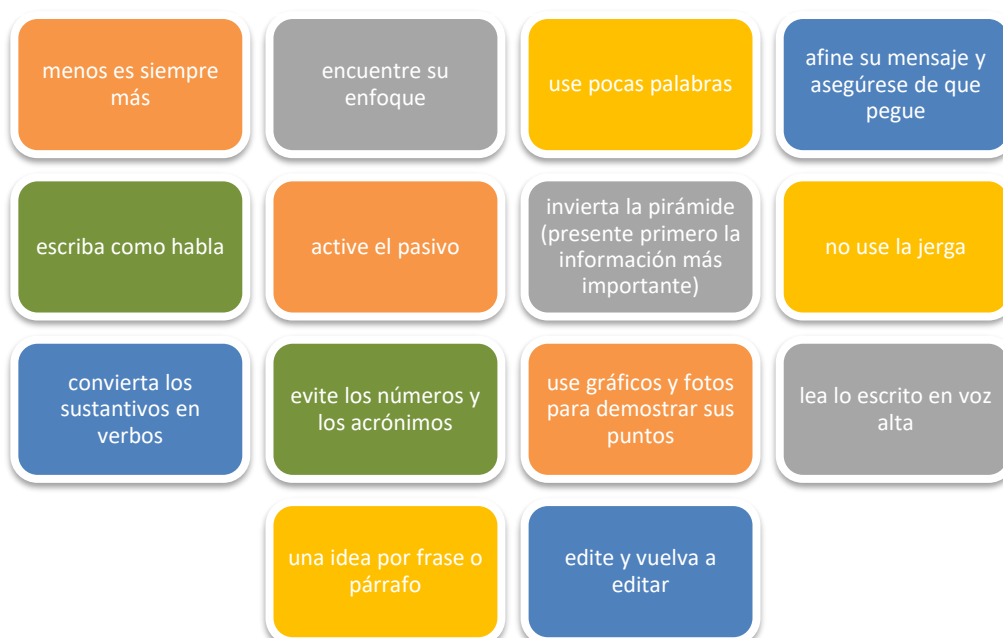 menos es siempre
más
encuentre su
enfoque
use pocas palabras
afine su mensaje y
asegúrese de que
pegue
escriba como habla
active el pasivo
invierta la pirámide
(presente primero la
información más
importante)
no use la jerga
convierta los
sustantivos en
verbos
evite los números y
los acrónimos
use gráficos y fotos
para demostrar sus
puntos
lea lo escrito en voz
alta
una idea por frase o
párrafo
edite y vuelva a
editar